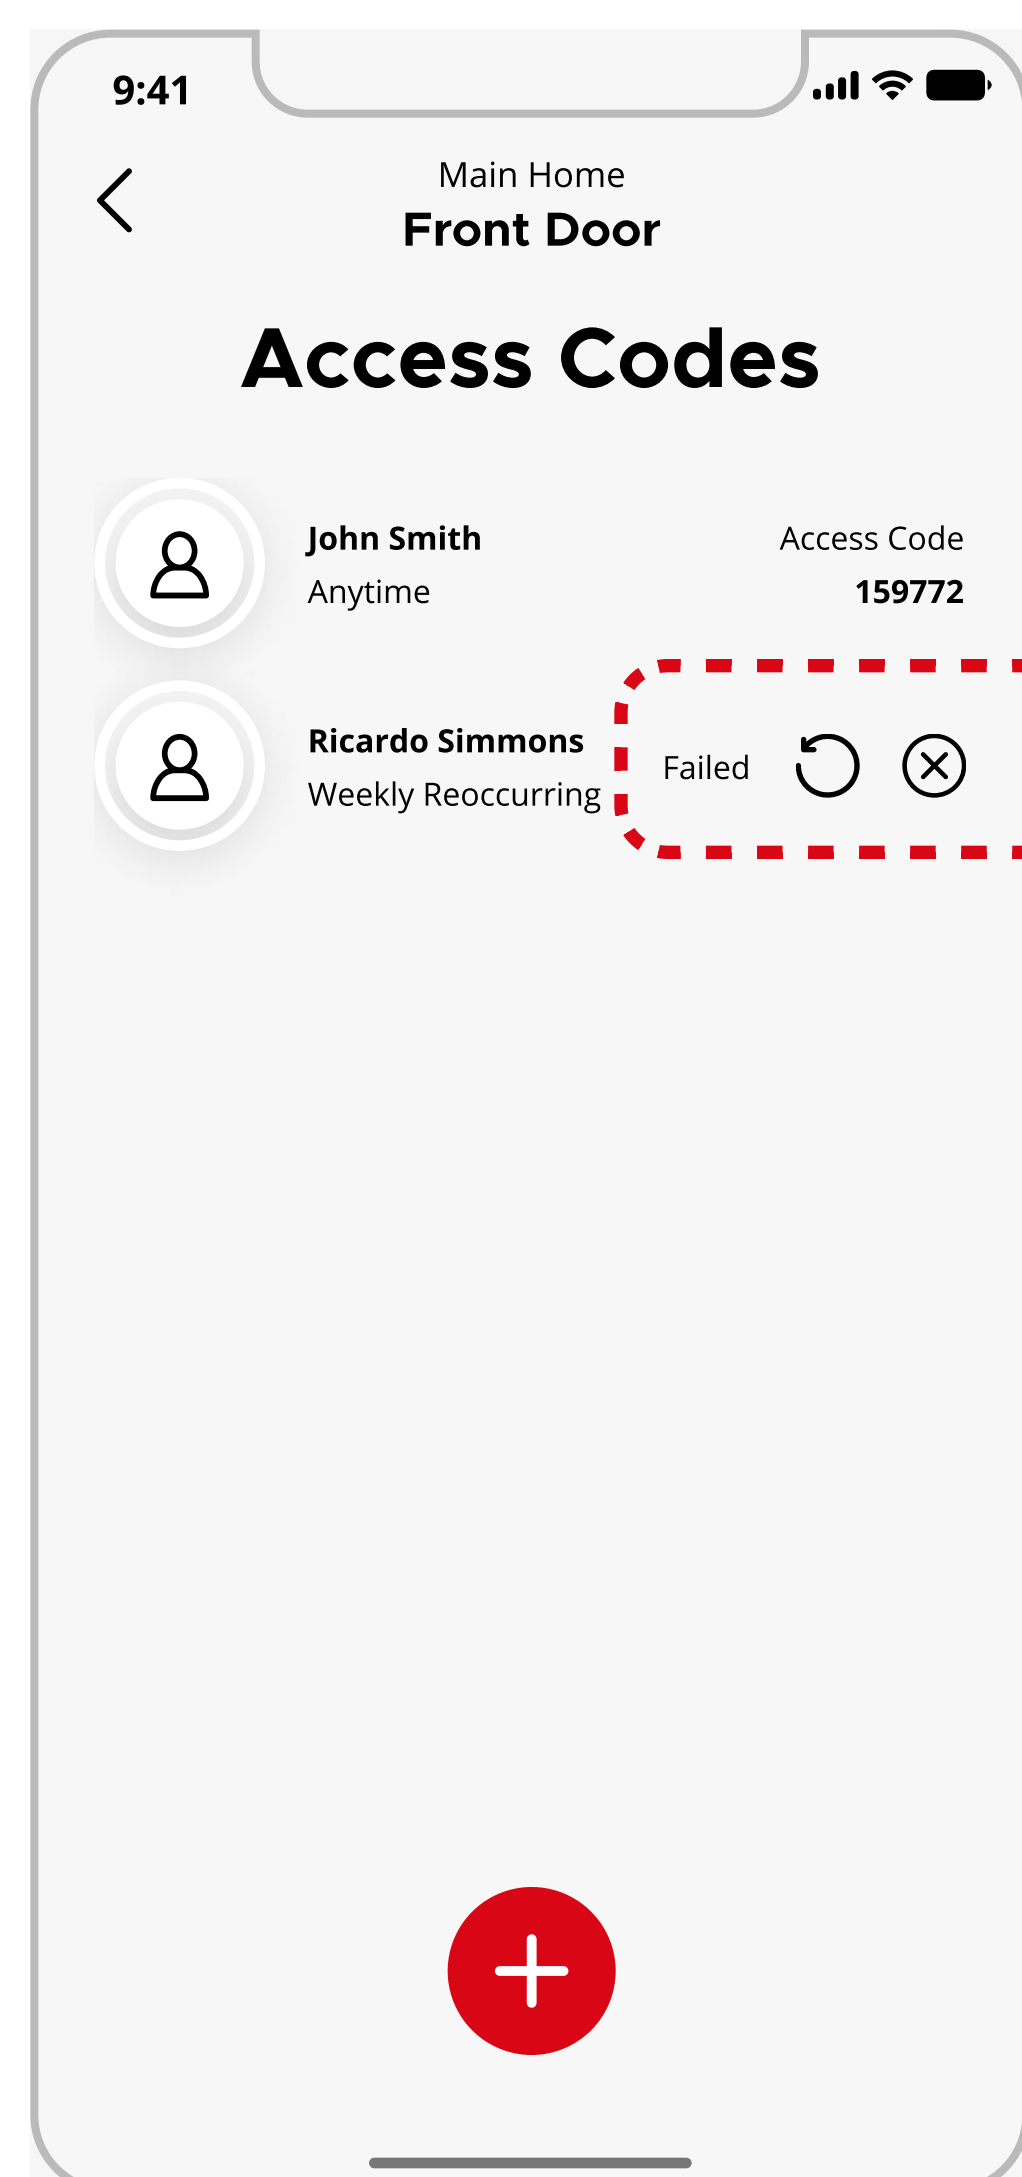 9:41
Main Home
Front Door
Access Codes
John Smith
Access Code
Anytime
159772
Ricardo Simmons
Failed
Weekly Reoccurring